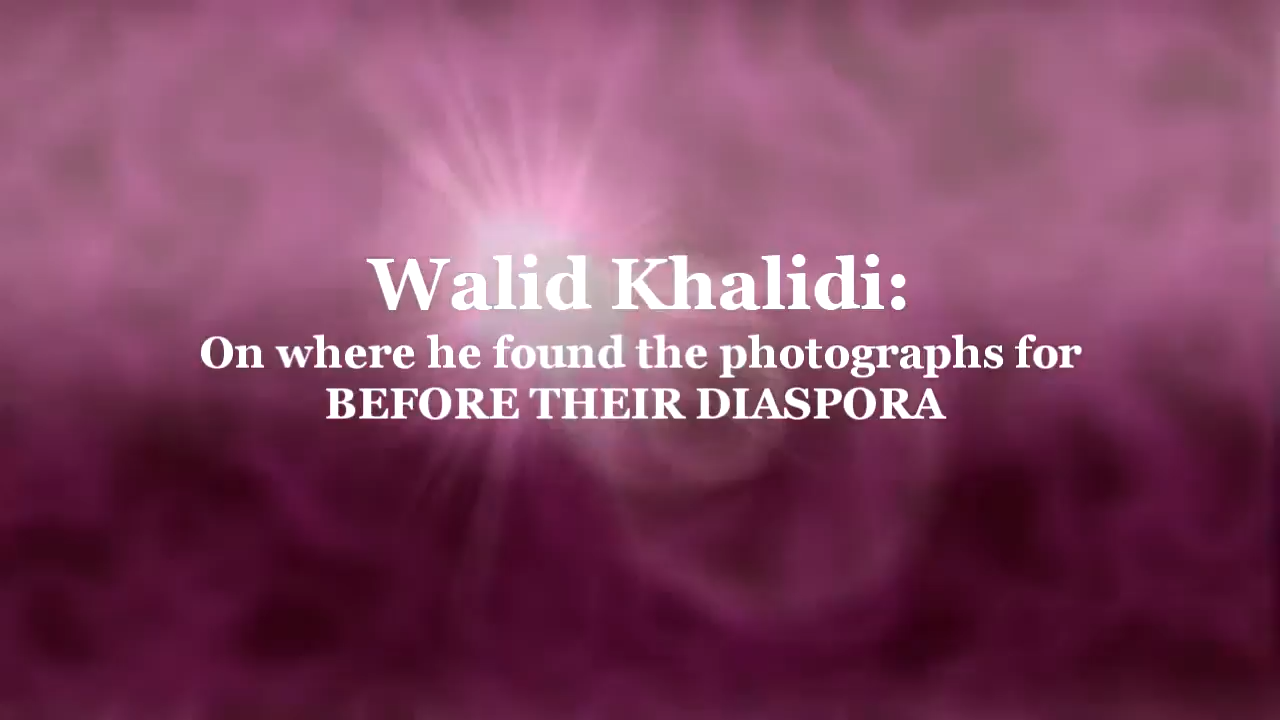 Walid Khalidi:
On where he found the photographs for
BEFORE THEIR DIASPORA